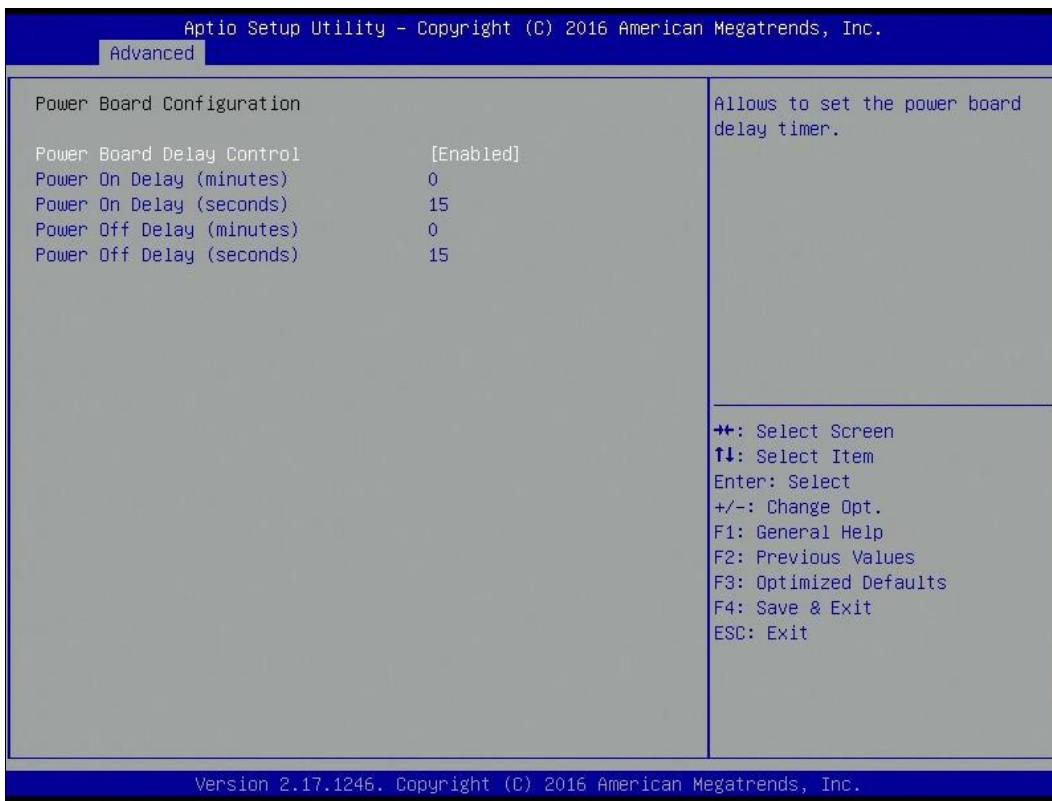 Aptio Setup Utility – Copyright (C) 2016 American Megatrends, Inc.
Advanced
Power Board Configuration
Power Board Delay Control [Enabled]
Power On Delay (minutes) 0
Power On Delay (seconds) 15
Power Off Delay (minutes) 0
Power Off Delay (seconds) 15
Allows to set the power board
delay timer.
→←: Select Screen
↑↓: Select Item
Enter: Select
+/-: Change Opt.
F1: General Help
F2: Previous Values
F3: Optimized Defaults
F4: Save & Exit
ESC: Exit
Version 2.17.1246. Copyright (C) 2016 American Megatrends, Inc.